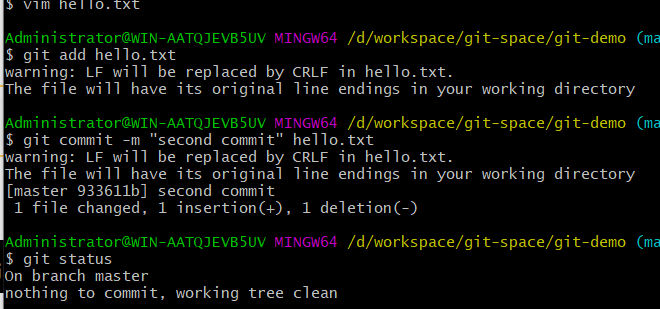 $ vim hello.txt
Administrator@WIN-AATQJEVB5UV MINGW64 /d/workspace/git-space/git-demo (ma
$ git add hello.txt
warning: LF will be replaced by CRLF in hello.txt.
The file will have its original line endings in your working directory
Administrator@WIN-AATQJEVB5UV MINGW64 /d/workspace/git-space/git-demo (ma
$ git commit -m "second commit" hello.txt
warning: LF will be replaced by CRLF in hello.txt.
The file will have its original line endings in your working directory
[master 933611b] second commit
 1 file changed, 1 insertion(+), 1 deletion(-)
Administrator@WIN-AATQJEVB5UV MINGW64 /d/workspace/git-space/git-demo (ma
$ git status
On branch master
nothing to commit, working tree clean